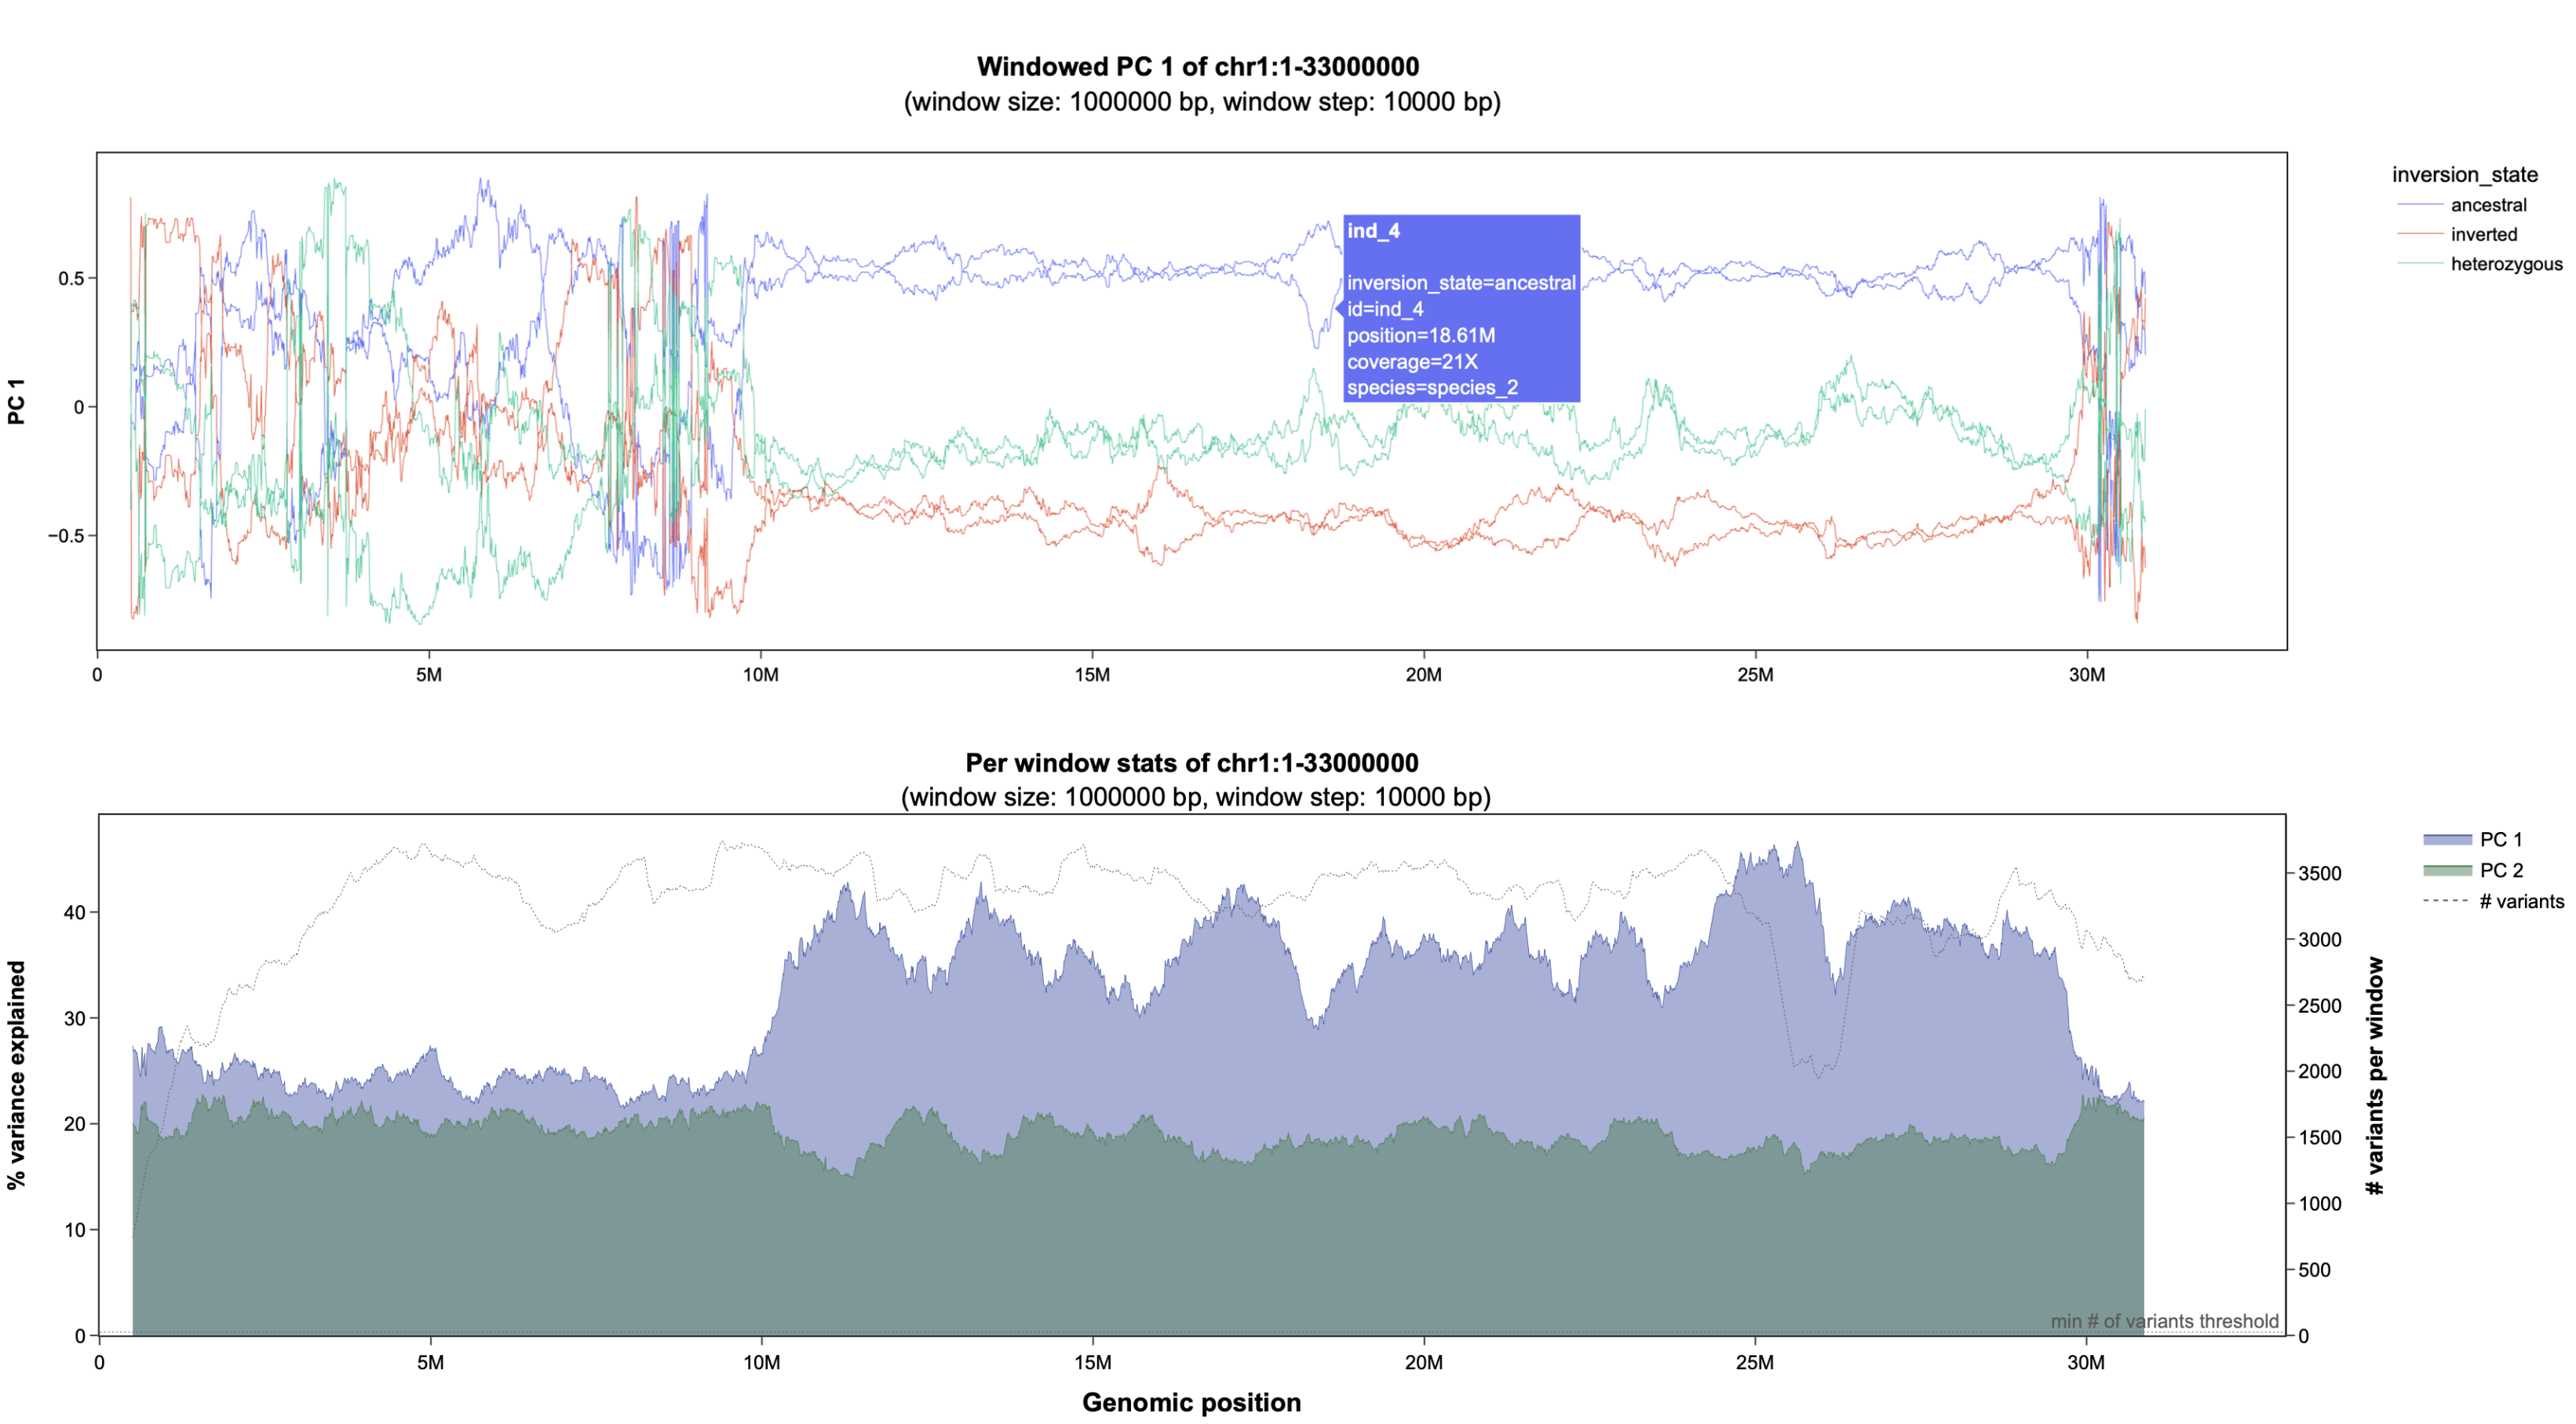 Windowed PC 1 of chr1:1-33000000
(window size: 1000000 bp, window step: 10000 bp)
PC 1
0.5
0
−0.5
0
5M
10M
15M
20M
25M
30M
ind_4
inversion_state=ancestral
id=ind_4
position=18.61M
coverage=21X
species=species_2
inversion_state
ancestral
inverted
heterozygous
Per window stats of chr1:1-33000000
(window size: 1000000 bp, window step: 10000 bp)
% variance explained
40
30
20
10
0
0
5M
10M
15M
20M
25M
30M
Genomic position
3500
3000
2500
2000
1500
1000
500
0
# variants per window
min # of variants threshold
PC 1
PC 2
# variants